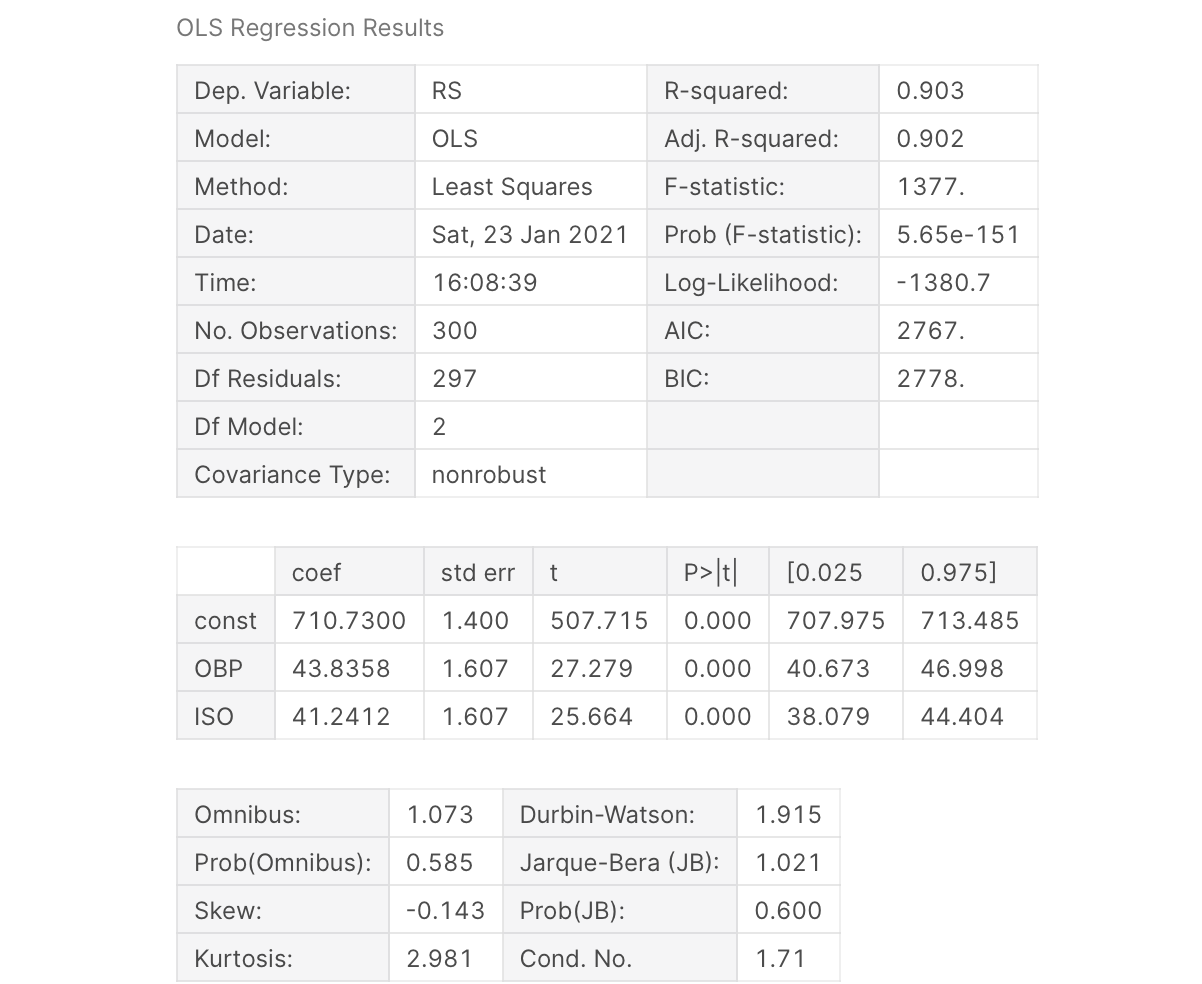 OLS Regression Results
Dep. Variable: RS R-squared: 0.903
Model: OLS Adj. R-squared: 0.902
Method: Least Squares F-statistic: 1377.
Date: Sat, 23 Jan 2021 Prob (F-statistic): 5.65e-151
Time: 16:08:39 Log-Likelihood: -1380.7
No. Observations: 300 AIC: 2767.
Df Residuals: 297 BIC: 2778.
Df Model: 2
Covariance Type: nonrobust
coef std err t P>|t| [0.025 0.975]
const 710.7300 1.400 507.715 0.000 707.975 713.485
OBP 43.8358 1.607 27.279 0.000 40.673 46.998
ISO 41.2412 1.607 25.664 0.000 38.079 44.404
Omnibus: 1.073 Durbin-Watson: 1.915
Prob(Omnibus): 0.585 Jarque-Bera (JB): 1.021
Skew: -0.143 Prob(JB): 0.600
Kurtosis: 2.981 Cond. No. 1.71